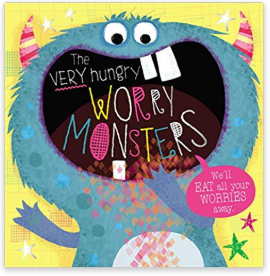 The
VERY hungry
WORRY
MONSTERS
We'll
EAT all your
WORRIES
away.